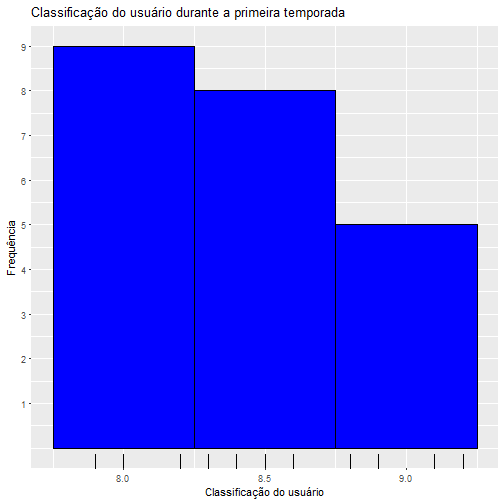 Classificação do usuário durante a primeira temporada
9
8
7
6
5
4
3
2
1
Frequência
8.0 8.5 9.0
Classificação do usuário